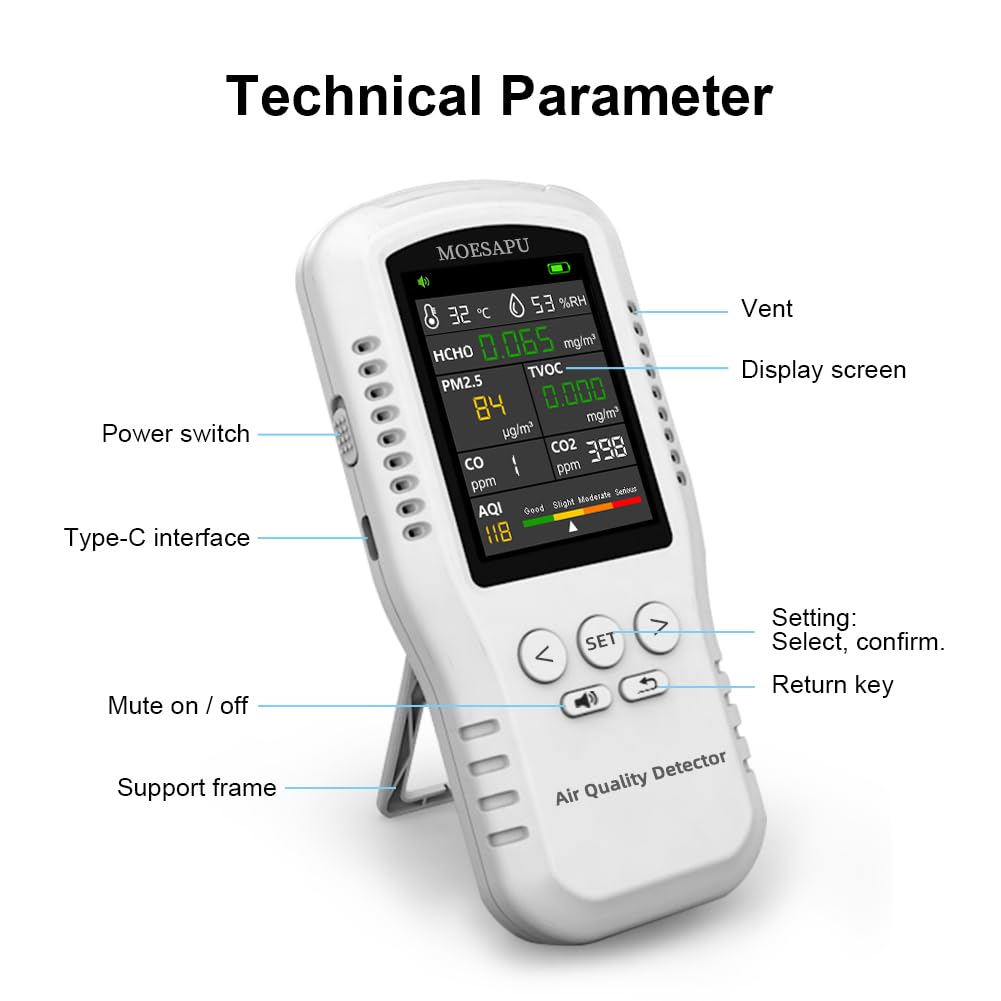 Technical Parameter
MOESAPU
32 °C 53 %RH
HCHO 0.065 mg/m³
PM2.5
84
µg/m³
TVOC
0.000
mg/m³
CO
ppm 1
CO2
ppm 398
AQI
118
Good Slight Moderate Serious
Vent
Display screen
Power switch
Type-C interface
< SET >
Setting:
Select, confirm.
Return key
Mute on / off
Support frame
Air Quality Detector